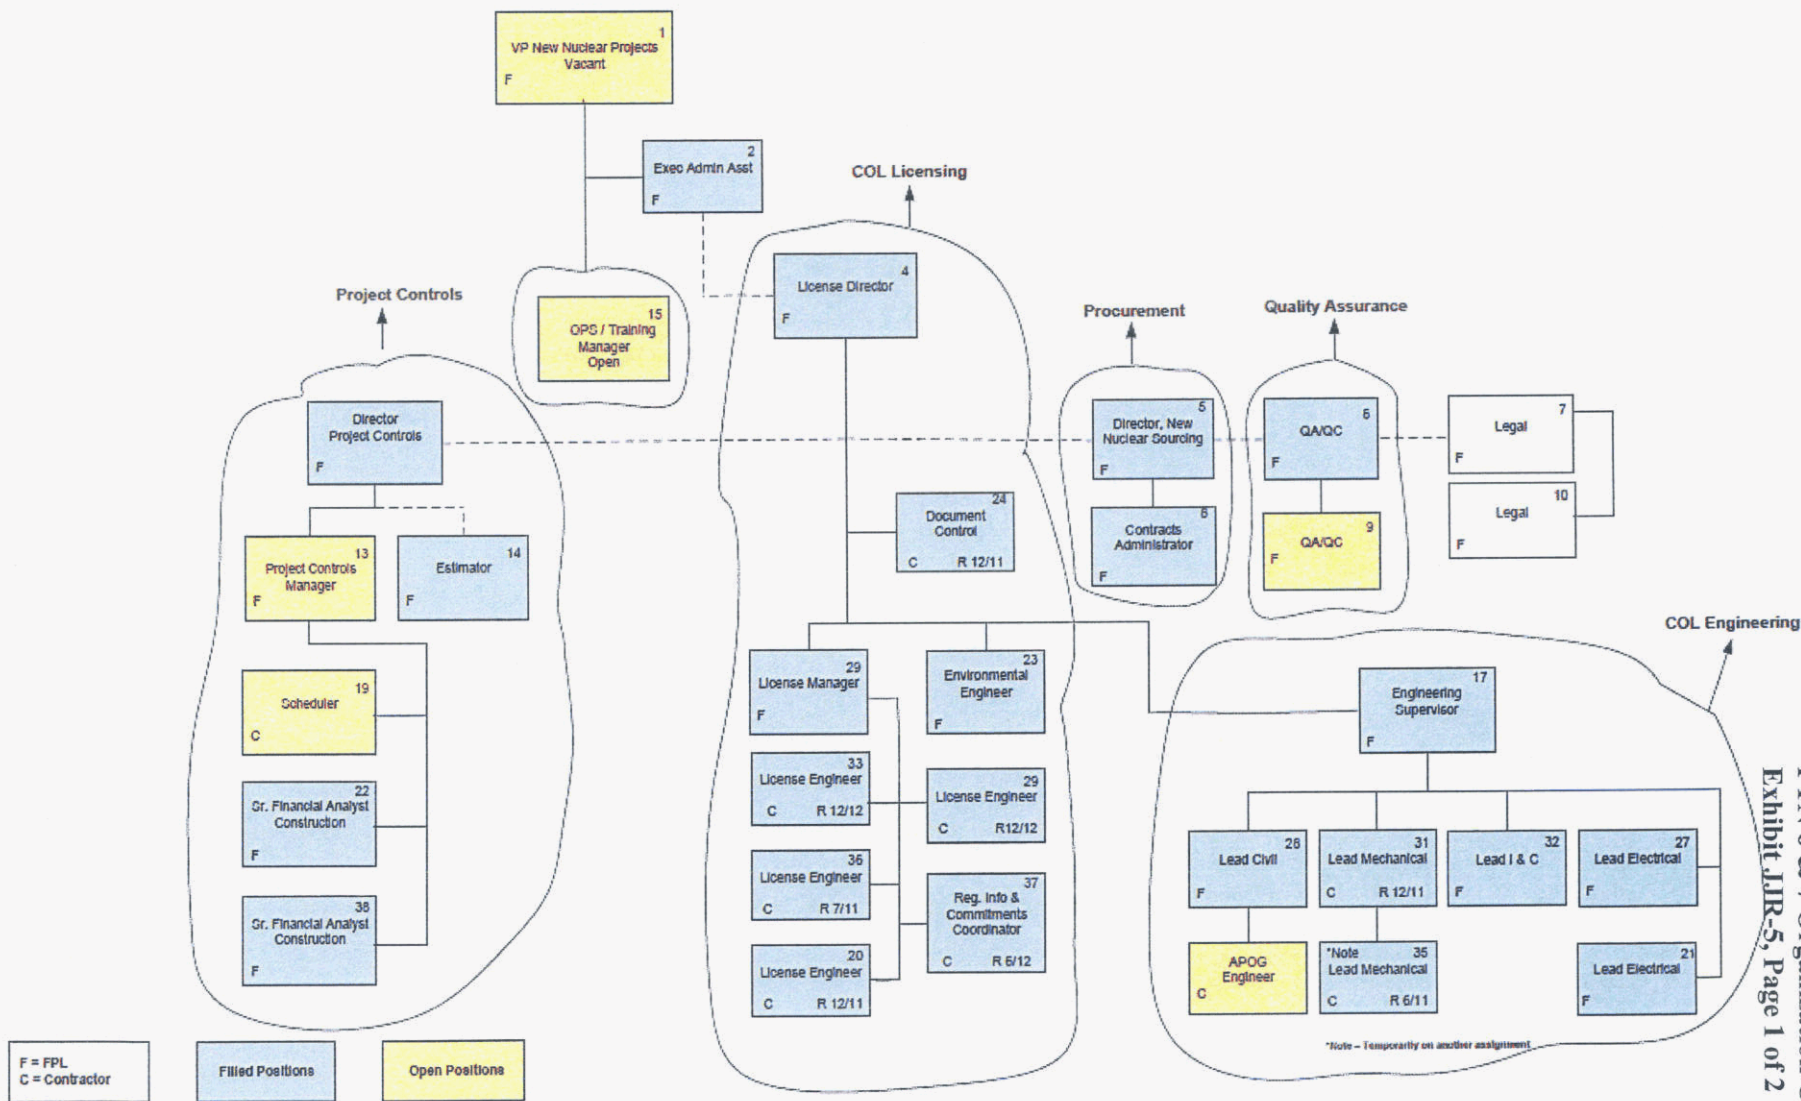 1
VP New Nuclear Projects
Vacant
F
2
Exec Admin Asst
F
COL Licensing
4
License Director
F
Project Controls
15
OPS / Training
Manager
Open
Procurement
Quality Assurance
Director
Project Controls
F
5
Director, New
Nuclear Sourcing
F
6
QA/QC
F
7
Legal
F
24
Document
Control
C R 12/11
6
Contracts
Administrator
F
9
QA/QC
F
10
Legal
F
13
Project Controls
Manager
F
14
Estimator
F
COL Engineering
29
License Manager
F
23
Environmental
Engineer
F
17
Engineering
Supervisor
F
19
Scheduler
C
33
License Engineer
C R 12/12
29
License Engineer
C R12/12
22
Sr. Financial Analyst
Construction
F
28
Lead Civil
F
31
Lead Mechanical
C R 12/11
32
Lead I & C
F
27
Lead Electrical
F
36
License Engineer
C R 7/11
37
Reg. Info &
Commitments
Coordinator
C R 6/12
38
Sr. Financial Analyst
Construction
F
20
License Engineer
C R 12/11
APOG
Engineer
C
*Note 35
Lead Mechanical
C R 6/11
21
Lead Electrical
F
*Note – Temporarily on another assignment
F = FPL
C = Contractor
Filled Positions
Open Positions
Exhibit JJR-5, Page 1 of 2